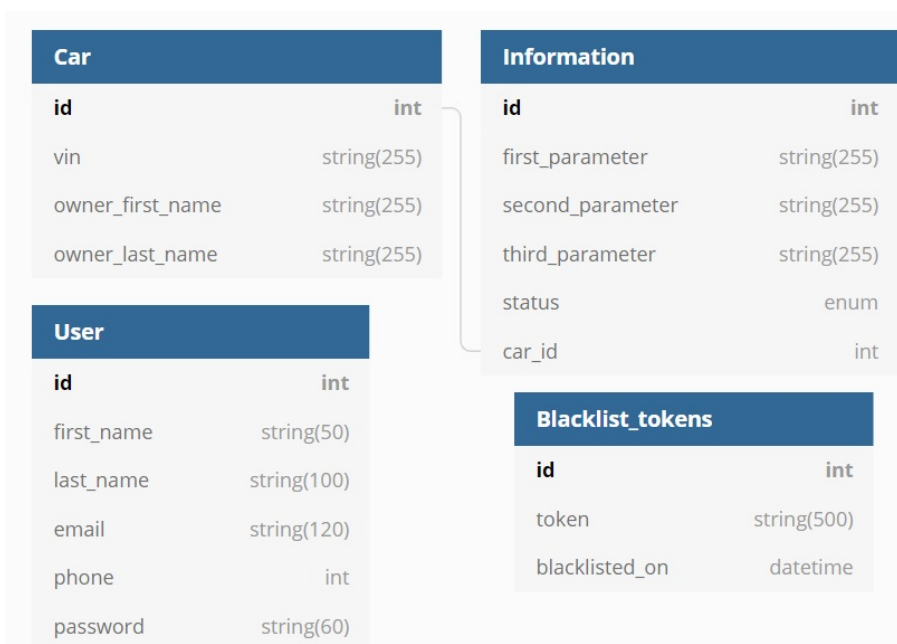 Car
id int
vin string(255)
owner_first_name string(255)
owner_last_name string(255)
Information
id int
first_parameter string(255)
second_parameter string(255)
third_parameter string(255)
status enum
car_id int
User
id int
first_name string(50)
last_name string(100)
email string(120)
phone int
password string(60)
Blacklist_tokens
id int
token string(500)
blacklisted_on datetime